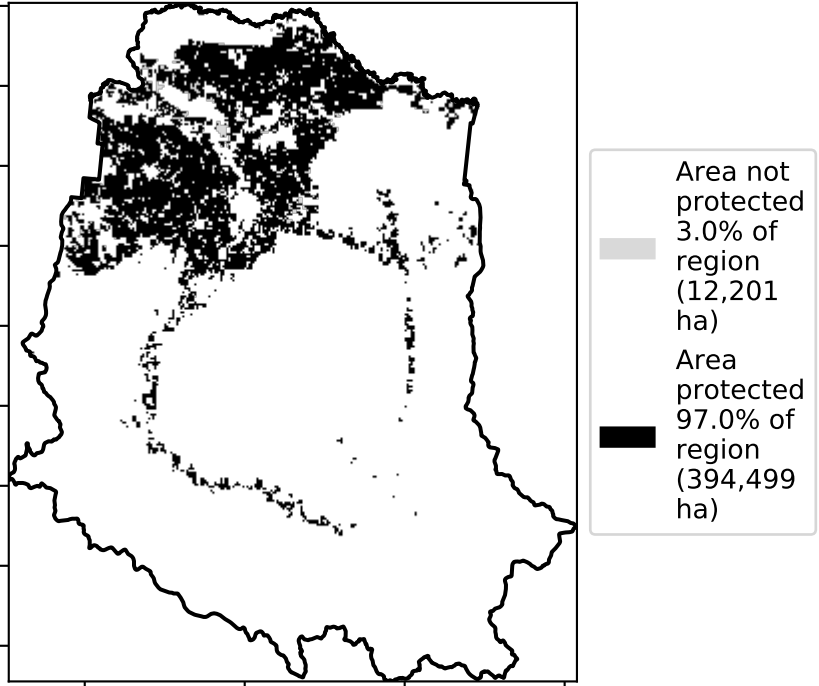 Area not
protected
3.0% of
region
(12,201
ha)
Area
protected
97.0% of
region
(394,499
ha)